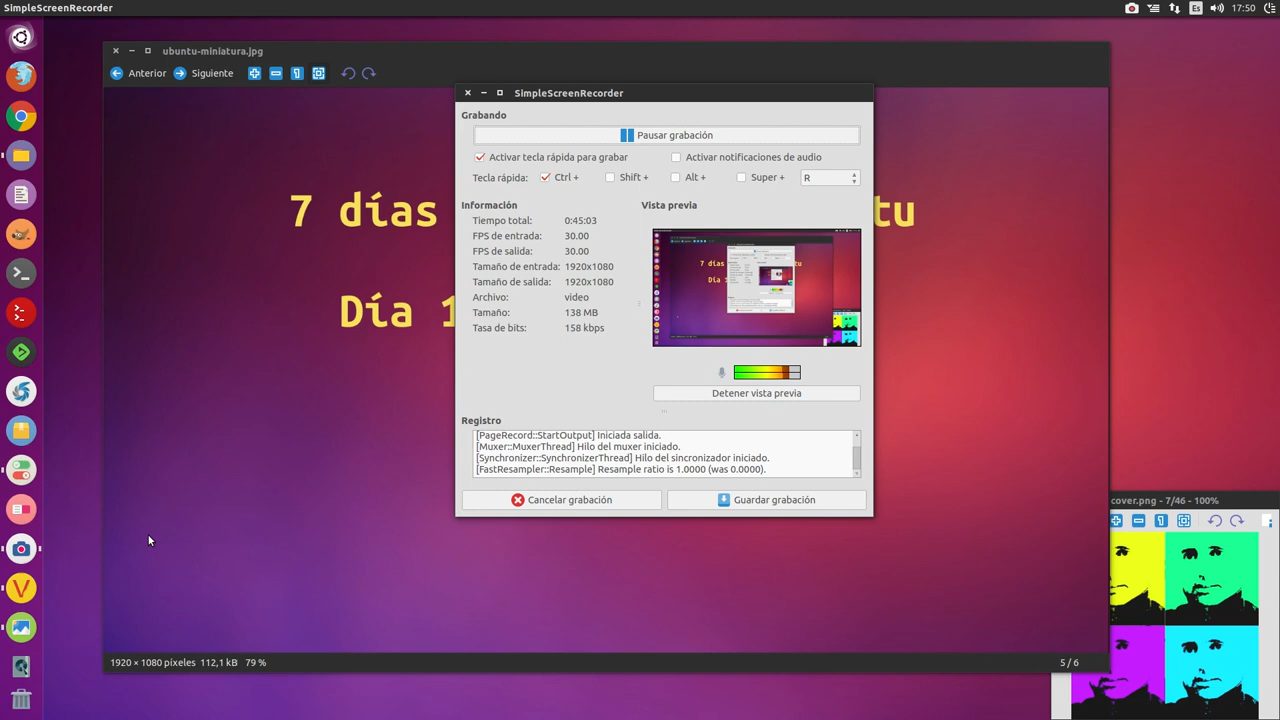 SimpleScreenRecorder
Es
17:50
ubuntu-miniatura.jpg
Anterior
Siguiente
7 días
tu
Día 1
SimpleScreenRecorder
Grabando
Pausar grabación
Activar tecla rápida para grabar
Activar notificaciones de audio
Tecla rápida:
Ctrl +
Shift +
Alt +
Super +
R
Información
Tiempo total: 0:45:03
FPS de entrada: 30.00
FPS de salida: 30.00
Tamaño de entrada: 1920x1080
Tamaño de salida: 1920x1080
Archivo: video
Tamaño: 138 MB
Tasa de bits: 158 kbps
Vista previa
7 días
Día 1
Detener vista previa
Registro
[PageRecord::StartOutput] Iniciada salida.
[Muxer::MuxerThread] Hilo del muxer iniciado.
[Synchronizer::SynchronizerThread] Hilo del sincronizador iniciado.
[FastResampler::Resample] Resample ratio is 1.0000 (was 0.0000).
Cancelar grabación
Guardar grabación
cover.png - 7/46 - 100%
1920 × 1080 píxeles 112,1 kB 79 %
5 / 6